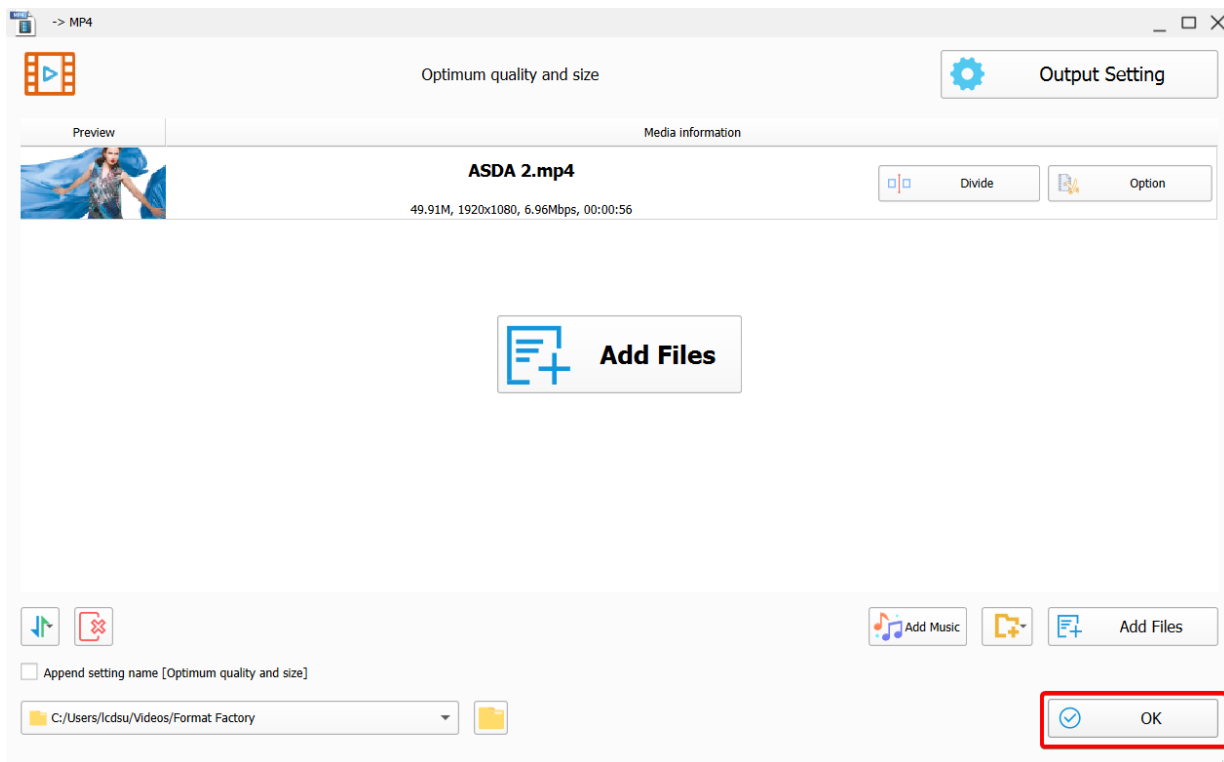 -> MP4
Optimum quality and size
Output Setting
Preview
Media information
ASDA 2.mp4
Divide
Option
49.91M, 1920x1080, 6.96Mbps, 00:00:56
Add Files
Add Music
Add Files
Append setting name [Optimum quality and size]
C:/Users/lcdsu/Videos/Format Factory
OK